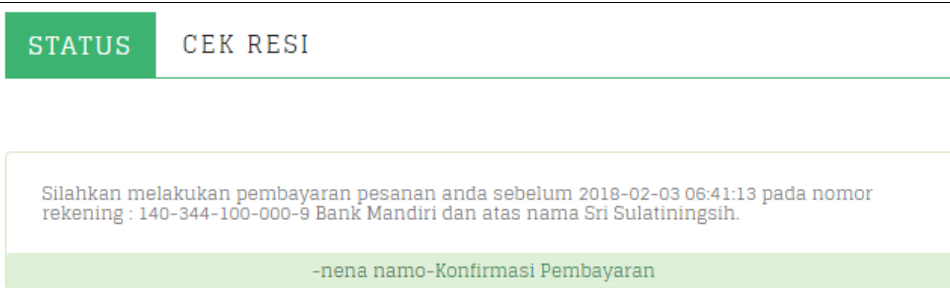 STATUS CEK RESI
Silahkan melakukan pembayaran pesanan anda sebelum 2018-02-03 06:41:13 pada nomor
rekening : 140-344-100-000-9 Bank Mandiri dan atas nama Sri Sulatiningsih.
-nena namo-Konfirmasi Pembayaran